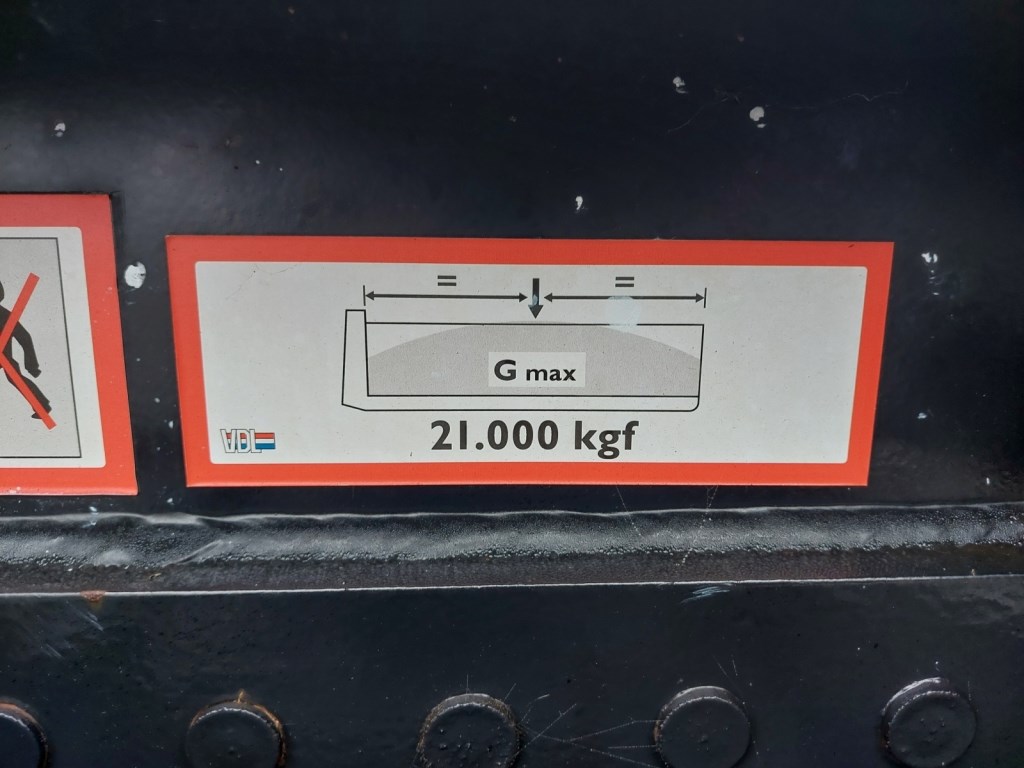 = =
G max
21.000 kgf
VDL